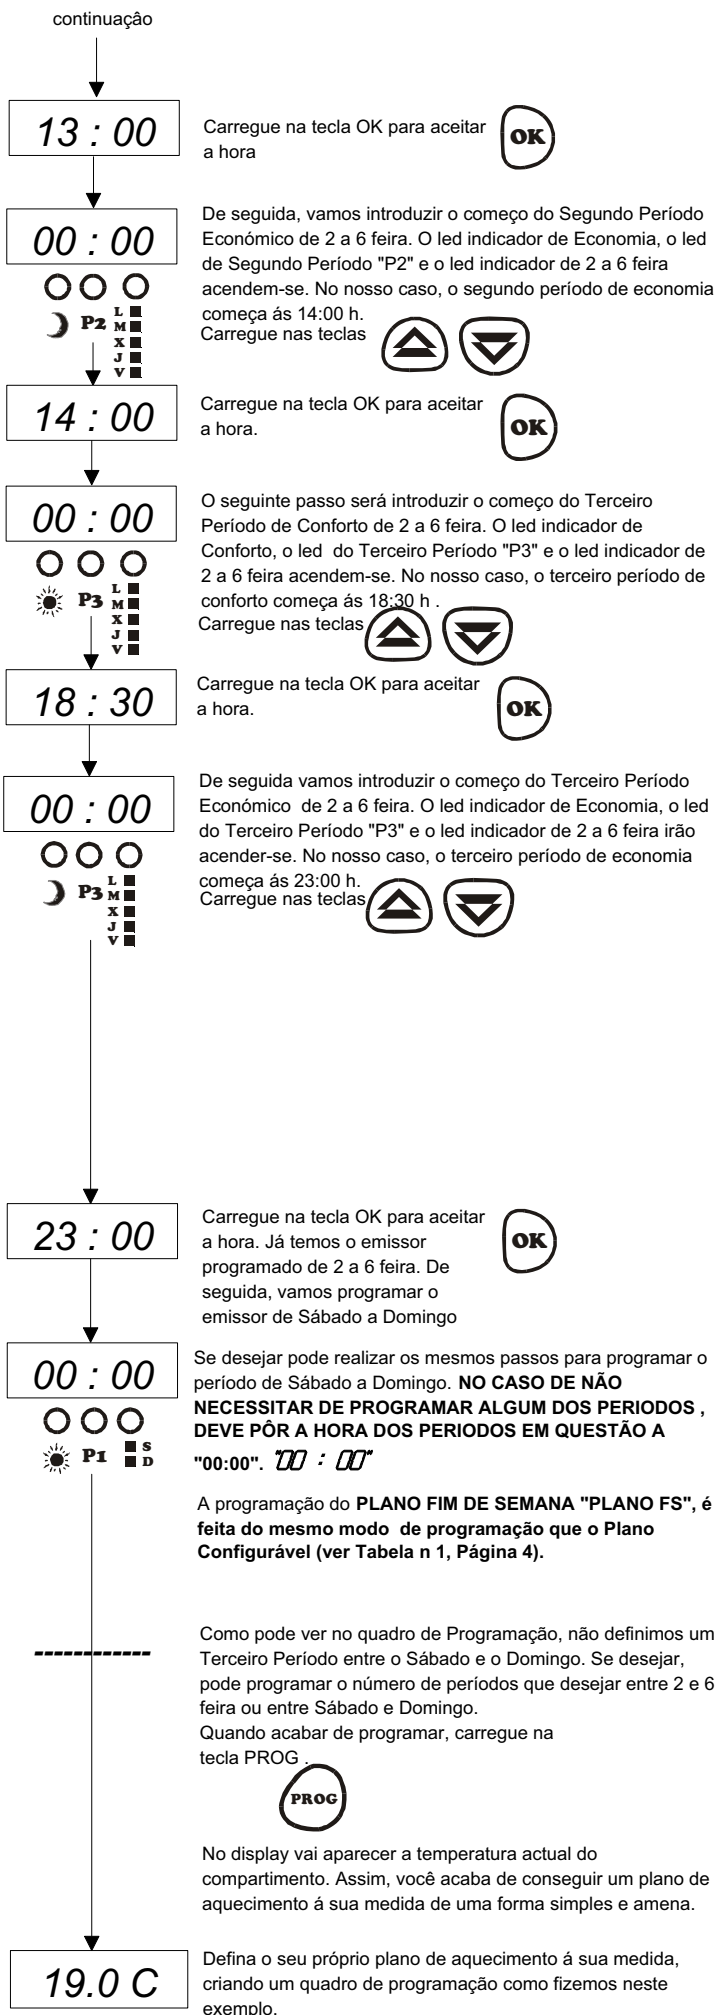 continuaçâo
13 : 00
Carregue na tecla OK para aceitar
a hora
OK
00 : 00
P2
L
M
X
J
V
De seguida, vamos introduzir o começo do Segundo Período
Económico de 2 a 6 feira. O led indicador de Economia, o led
de Segundo Período "P2" e o led indicador de 2 a 6 feira
acendem-se. No nosso caso, o segundo período de economia
começa ás 14:00 h.
Carregue nas teclas
14 : 00
Carregue na tecla OK para aceitar
a hora.
OK
00 : 00
P3
L
M
X
J
V
O seguinte passo será introduzir o começo do Terceiro
Período de Conforto de 2 a 6 feira. O led indicador de
Conforto, o led do Terceiro Período "P3" e o led indicador de
2 a 6 feira acendem-se. No nosso caso, o terceiro período de
conforto começa ás 18:30 h .
Carregue nas teclas
18 : 30
Carregue na tecla OK para aceitar
a hora.
OK
00 : 00
P3
L
M
X
J
V
De seguida vamos introduzir o começo do Terceiro Período
Económico de 2 a 6 feira. O led indicador de Economia, o led
do Terceiro Período "P3" e o led indicador de 2 a 6 feira irão
acender-se. No nosso caso, o terceiro período de economia
começa ás 23:00 h.
Carregue nas teclas
23 : 00
Carregue na tecla OK para aceitar
a hora. Já temos o emissor
programado de 2 a 6 feira. De
seguida, vamos programar o
emissor de Sábado a Domingo
OK
00 : 00
P1
S
D
Se desejar pode realizar os mesmos passos para programar o
período de Sábado a Domingo. NO CASO DE NÃO
NECESSITAR DE PROGRAMAR ALGUM DOS PERIODOS ,
DEVE PÔR A HORA DOS PERIODOS EM QUESTÃO A
"00:00". "00 : 00"
A programação do PLANO FIM DE SEMANA "PLANO FS", é
feita do mesmo modo de programação que o Plano
Configurável (ver Tabela n 1, Página 4).
------------
Como pode ver no quadro de Programação, não definimos um
Terceiro Período entre o Sábado e o Domingo. Se desejar,
pode programar o número de períodos que desejar entre 2 e 6
feira ou entre Sábado e Domingo.
Quando acabar de programar, carregue na
tecla PROG .
PROG
No display vai aparecer a temperatura actual do
compartimento. Assim, você acaba de conseguir um plano de
aquecimento á sua medida de uma forma simples e amena.
19.0 C
Defina o seu próprio plano de aquecimento á sua medida,
criando um quadro de programação como fizemos neste
exemplo.